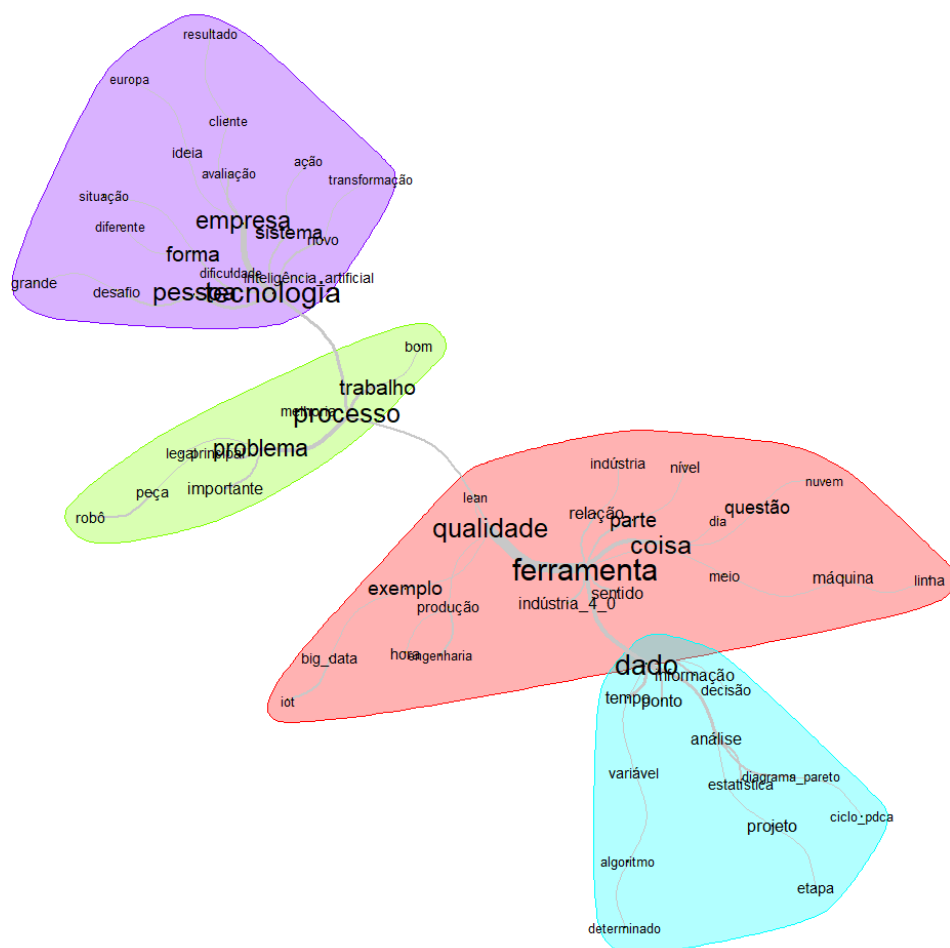 resultado
europa
cliente
ideia
ação
avaliação
transformação
situação
empresa
diferente
sistema
novo
forma
dificuldade
inteligência_artificial
grande
desafio
pessoa
tecnologia
bom
trabalho
melhoria
processo
problema
legal
principal
importante
peça
robô
indústria
nível
nuvem
lean
relação
parte
questão
dia
qualidade
coisa
ferramenta
meio
máquina
linha
exemplo
sentido
indústria_4_0
produção
hora
engenharia
big_data
iot
dado
informação
decisão
tempo
ponto
análise
variável
estatística
diagrama_pareto
ciclo_pdca
projeto
algoritmo
etapa
determinado